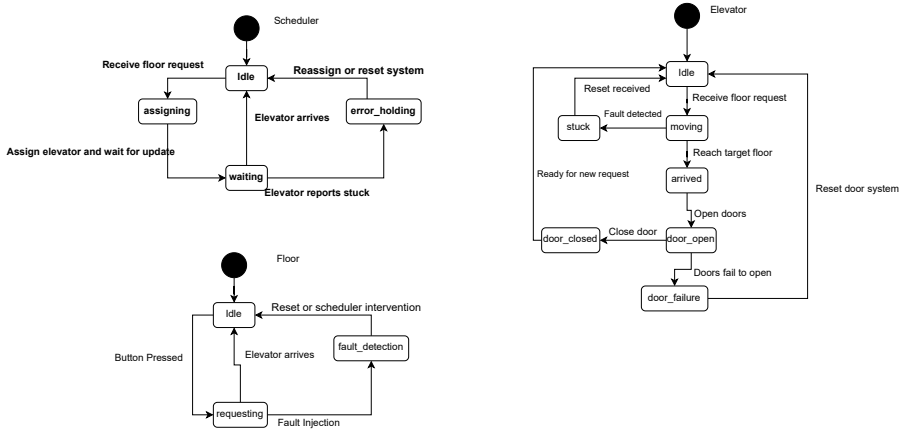 Scheduler
Idle
Receive floor request
Reassign or reset system
assigning
error_holding
Elevator arrives
Assign elevator and wait for update
waiting
Elevator reports stuck
Floor
Idle
Reset or scheduler intervention
fault_detection
Button Pressed
Elevator arrives
requesting
Fault Injection
Elevator
Idle
Reset received
Receive floor request
Fault detected
stuck
moving
Reach target floor
Ready for new request
arrived
Reset door system
Open doors
Close door
door_closed
door_open
Doors fail to open
door_failure